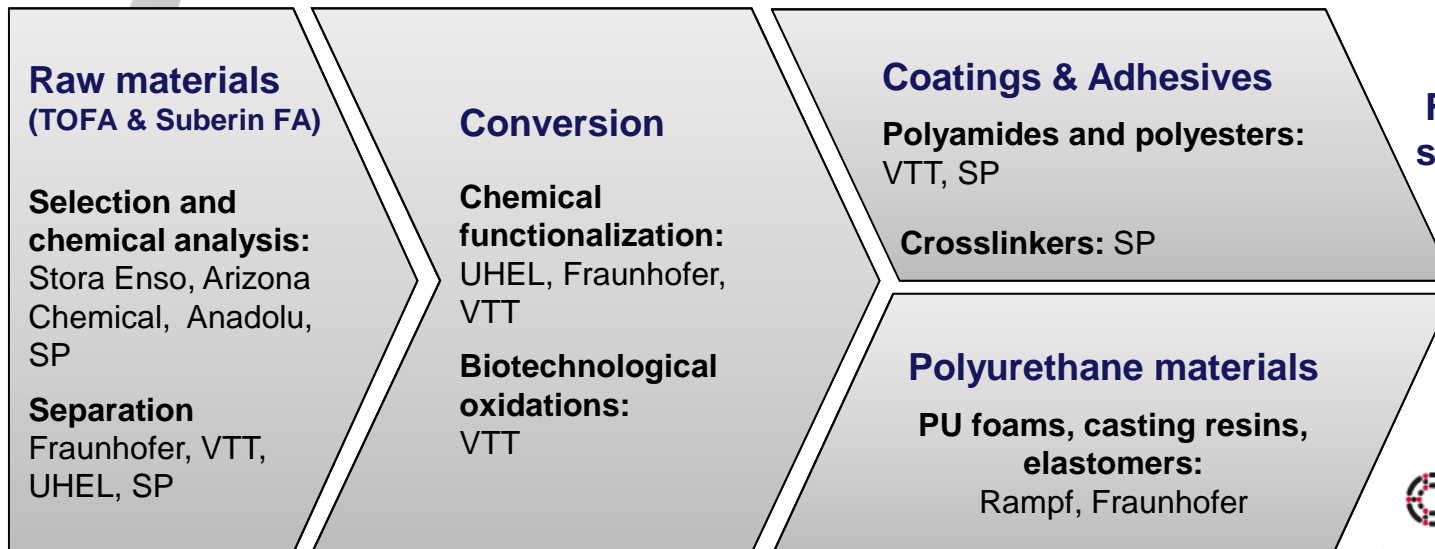 Raw materials
(TOFA & Suberin FA)
Selection and
chemical analysis:
Stora Enso, Arizona
Chemical, Anadolu,
SP
Separation
Fraunhofer, VTT,
UHEL, SP
Conversion
Chemical
functionalization:
UHEL, Fraunhofer,
VTT
Biotechnological
oxidations:
VTT
Coatings & Adhesives
Polyamides and polyesters:
VTT, SP
Crosslinkers: SP
Polyurethane materials
PU foams, casting resins,
elastomers:
Rampf, Fraunhofer